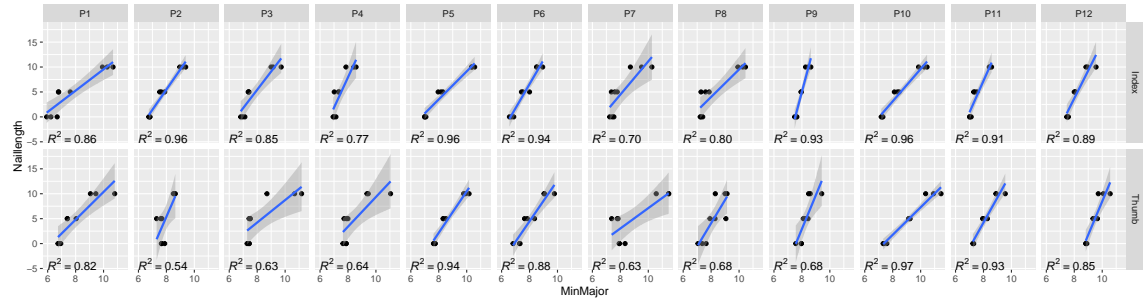 P1 P2 P3 P4 P5 P6 P7 P8 P9 P10 P11 P12
15
10
5
0
−5
R² = 0.86 R² = 0.96 R² = 0.85 R² = 0.77 R² = 0.96 R² = 0.94 R² = 0.70 R² = 0.80 R² = 0.93 R² = 0.96 R² = 0.91 R² = 0.89
Index
Naillength
15
10
5
0
−5
R² = 0.82 R² = 0.54 R² = 0.63 R² = 0.64 R² = 0.94 R² = 0.88 R² = 0.63 R² = 0.68 R² = 0.68 R² = 0.97 R² = 0.93 R² = 0.85
Thumb
6 8 10 6 8 10 6 8 10 6 8 10 6 8 10 6 8 10 6 8 10 6 8 10 6 8 10 6 8 10 6 8 10 6 8 10
MinMajor